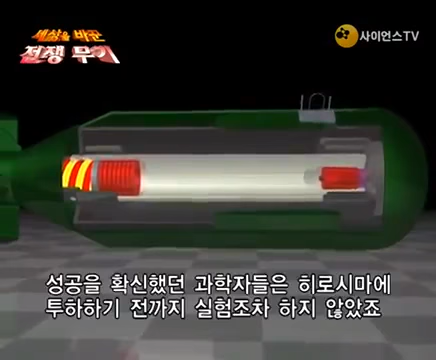 세상을 바꾼
전쟁 무기
사이언스TV
성공을 확신했던 과학자들은 히로시마에
투하하기 전까지 실험조차 하지 않았죠